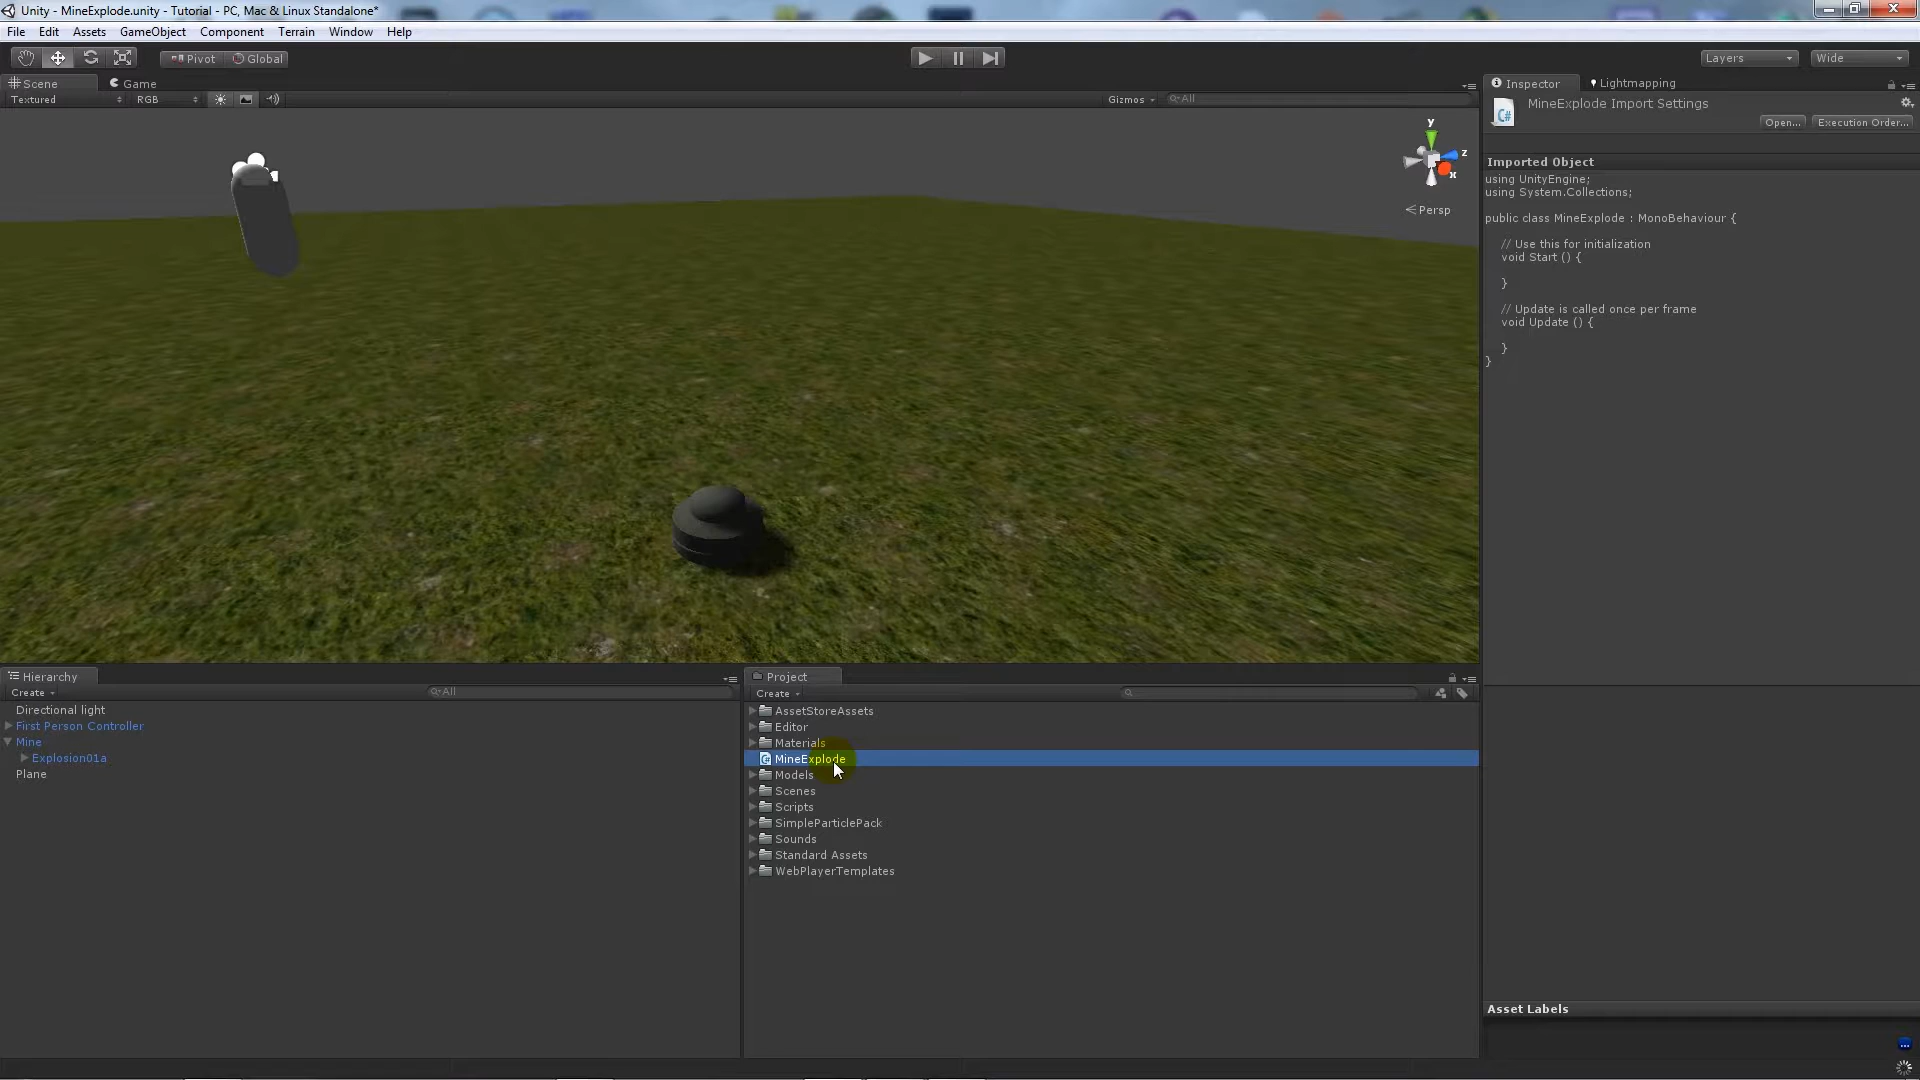 Unity - MineExplode.unity - Tutorial - PC, Mac & Linux Standalone*
File Edit Assets GameObject Component Terrain Window Help
Pivot Global
Layers Wide
Scene Game
Textured RGB
Gizmos All
y
z
x
Persp
Inspector Lightmapping
MineExplode Import Settings
C#
Open... Execution Order...
Imported Object
using UnityEngine;
using System.Collections;
public class MineExplode : MonoBehaviour {
// Use this for initialization
void Start () {
}
// Update is called once per frame
void Update () {
}
}
Hierarchy
Create All
Directional light
First Person Controller
Mine
Explosion01a
Plane
Project
Create
AssetStoreAssets
Editor
Materials
MineExplode
Models
Scenes
Scripts
SimpleParticlePack
Sounds
Standard Assets
WebPlayerTemplates
Asset Labels